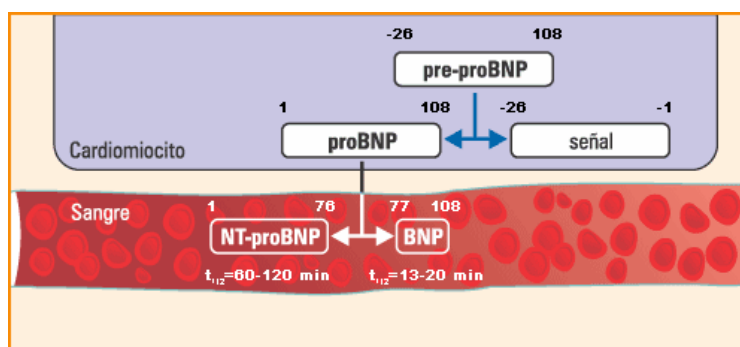 -26 108
pre-proBNP
1 108 -26 -1
proBNP señal
Cardiomiocito
Sangre 1 76 77 108
NT-proBNP BNP
t1/2=60-120 min t1/2=13-20 min